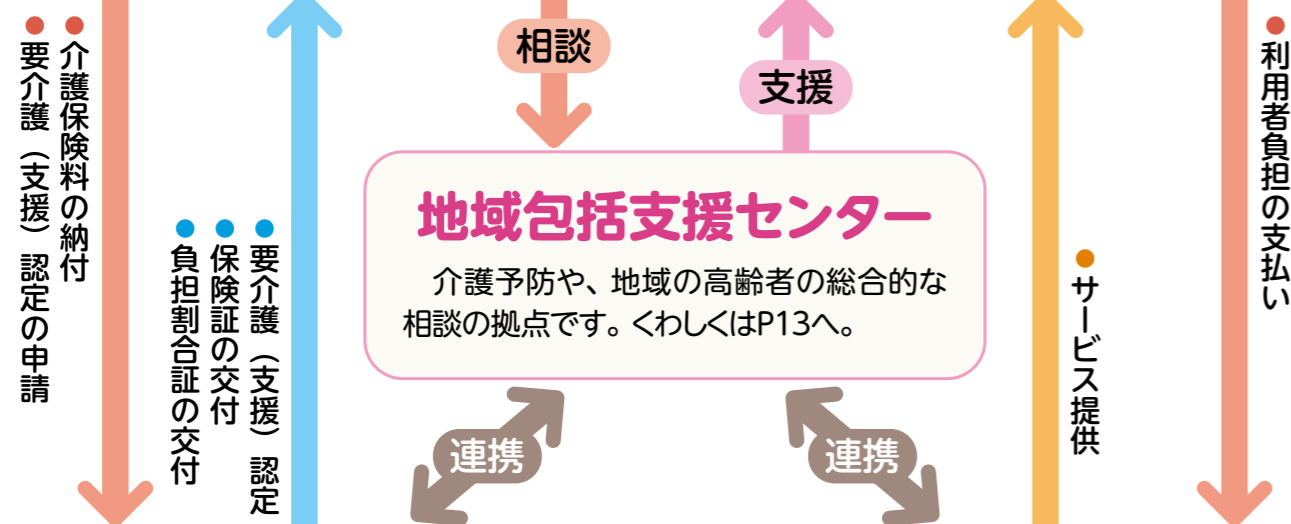 ●介護保険料の納付
●要介護（支援）認定の申請
●要介護（支援）認定
●保険証の交付
●負担割合証の交付
相談
支援
地域包括支援センター
介護予防や、地域の高齢者の総合的な
相談の拠点です。くわしくはP13へ。
連携
連携
●サービス提供
●利用者負担の支払い